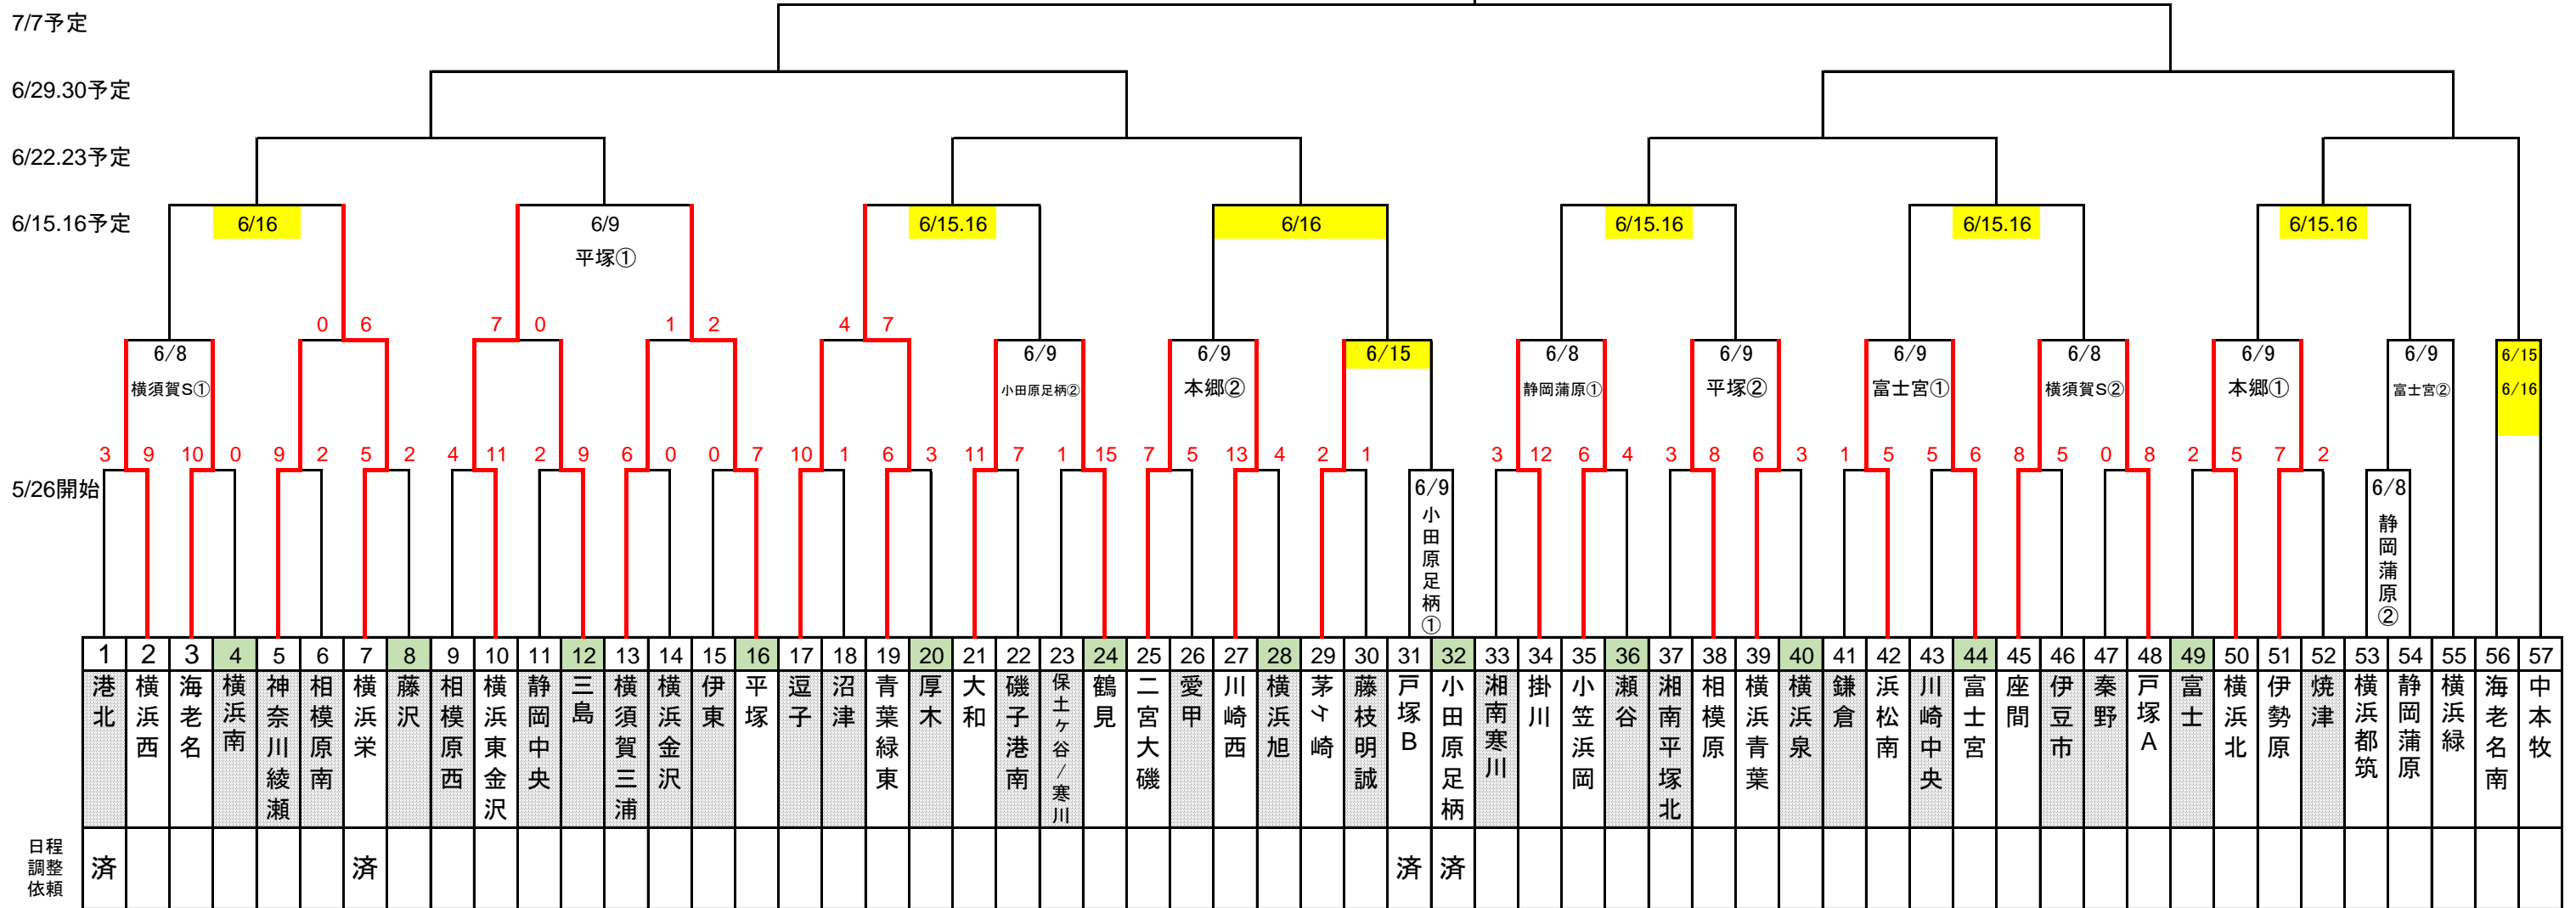 7/7予定
6/29.30予定
6/22.23予定
6/15.16予定 6/16 6/9 6/15.16 6/16 6/15.16 6/15.16 6/15.16
平塚①
0 6 7 0 1 2 4 7
6/8 6/9 6/9 6/15 6/8 6/9 6/9 6/8 6/9 6/9 6/15
横須賀S① 小田原足柄② 本郷② 静岡蒲原① 平塚② 富士宮① 横須賀S② 本郷① 富士宮② 6/16
3 9 10 0 9 2 5 2 4 11 2 9 6 0 0 7 10 1 6 3 11 7 1 15 7 5 13 4 2 1 3 12 6 4 3 8 6 3 1 5 5 6 8 5 0 8 2 5 7 2
5/26開始 6/9 6/8
小田原足柄①
静岡蒲原②
1 2 3 4 5 6 7 8 9 10 11 12 13 14 15 16 17 18 19 20 21 22 23 24 25 26 27 28 29 30 31 32 33 34 35 36 37 38 39 40 41 42 43 44 45 46 47 48 49 50 51 52 53 54 55 56 57
港北
横浜西
海老名
横浜南
神奈川綾瀬
相模原南
横浜栄
藤沢
相模原西
横浜東金沢
静岡中央
三島
横須賀三浦
横浜金沢
伊東
平塚
逗子
沼津
青葉緑東
厚木
大和
磯子港南
保土ヶ谷/寒川
鶴見
二宮大磯
愛甲
川崎西
横浜旭
茅ケ崎
藤枝明誠
戸塚B
小田原足柄
湘南寒川
掛川
小笠浜岡
瀬谷
湘南平塚北
相模原
横浜青葉
横浜泉
鎌倉
浜松南
川崎中央
富士宮
座間
伊豆市
秦野
戸塚A
富士
横浜北
伊勢原
焼津
横浜都筑
静岡蒲原
横浜緑
海老名南
中本牧
日程
調整
依頼
済 済 済 済